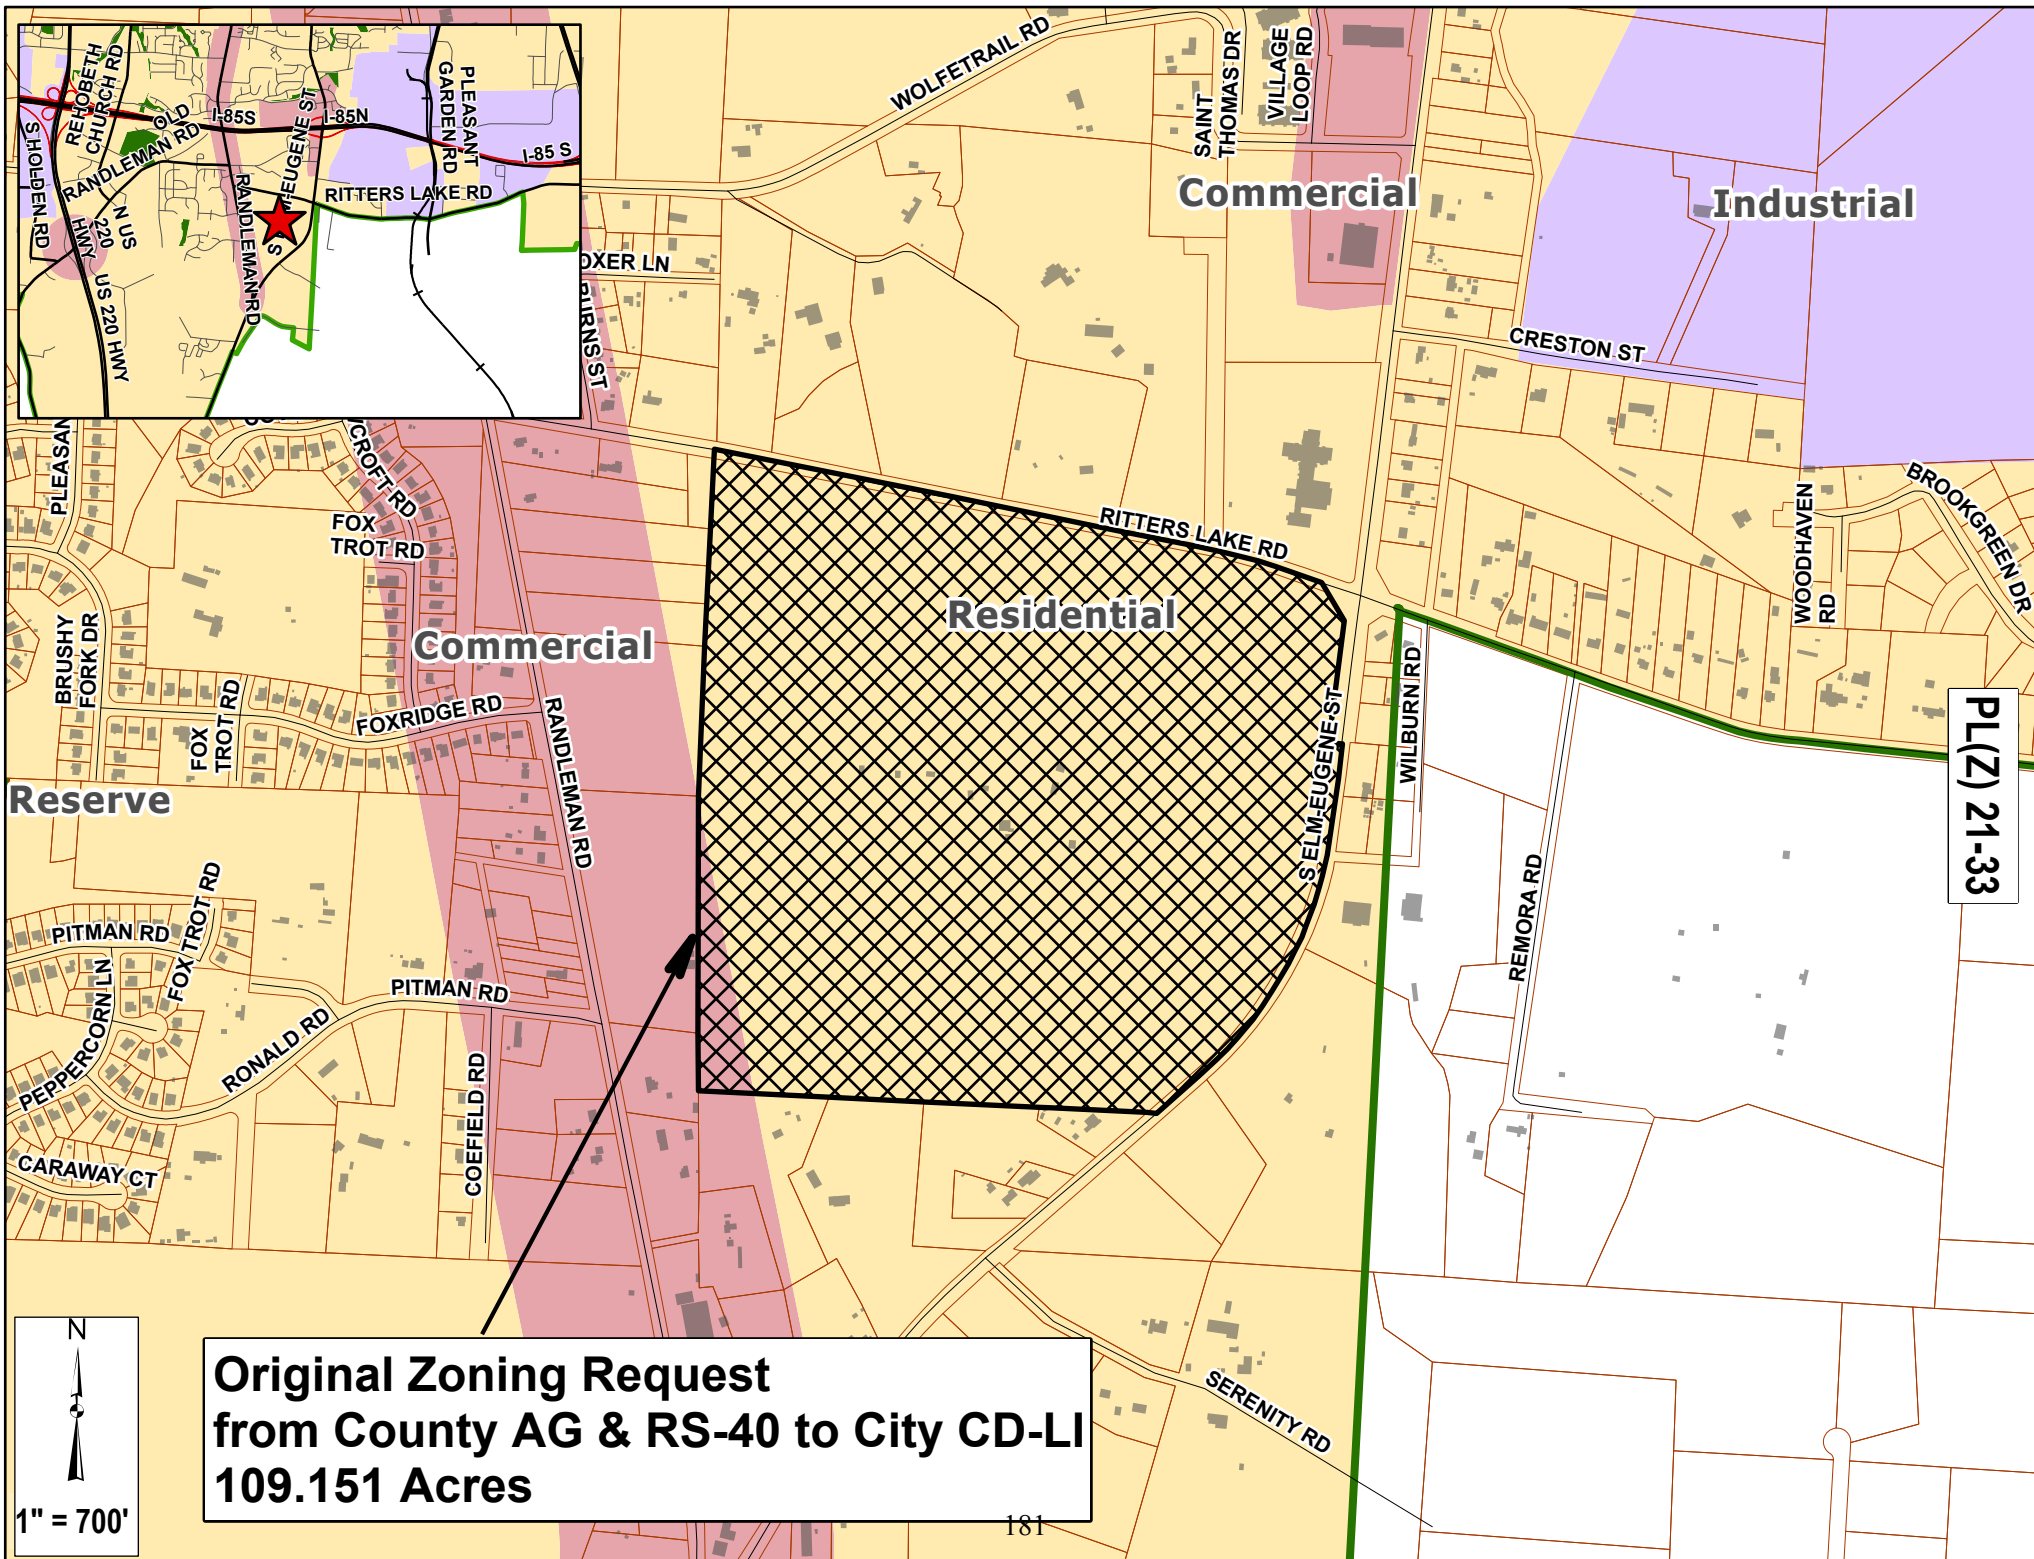 REHOBETH
CHURCH RD
OLD
RANDLEMAN RD
I-85S
S
EUGENE ST
I-85N
PLEASANT
GARDEN RD
I-85 S
S HOLDEN RD
N US
220
HWY
US 220 HWY
RANDLEMAN RD
RITTERS LAKE RD
WOLFETRAIL RD
SAINT
THOMAS DR
VILLAGE
LOOP RD
Commercial
Industrial
OXER LN
BURNS ST
CRESTON ST
PLEASAN
CROFT RD
FOX
TROT RD
RITTERS LAKE RD
WOODHAVEN
RD
BROOKGREEN DR
BRUSHY
FORK DR
Commercial
Residential
WILBURN RD
FOX
TROT RD
FOXRIDGE RD
RANDLEMAN RD
S ELM-EUGENE ST
PL(Z) 21-33
Reserve
REMORA RD
PITMAN RD
FOX TROT RD
PEPPERCORN LN
PITMAN RD
RONALD RD
COEFIELD RD
CARAWAY CT
SERENITY RD
N
1" = 700'
Original Zoning Request
from County AG & RS-40 to City CD-LI
109.151 Acres
181